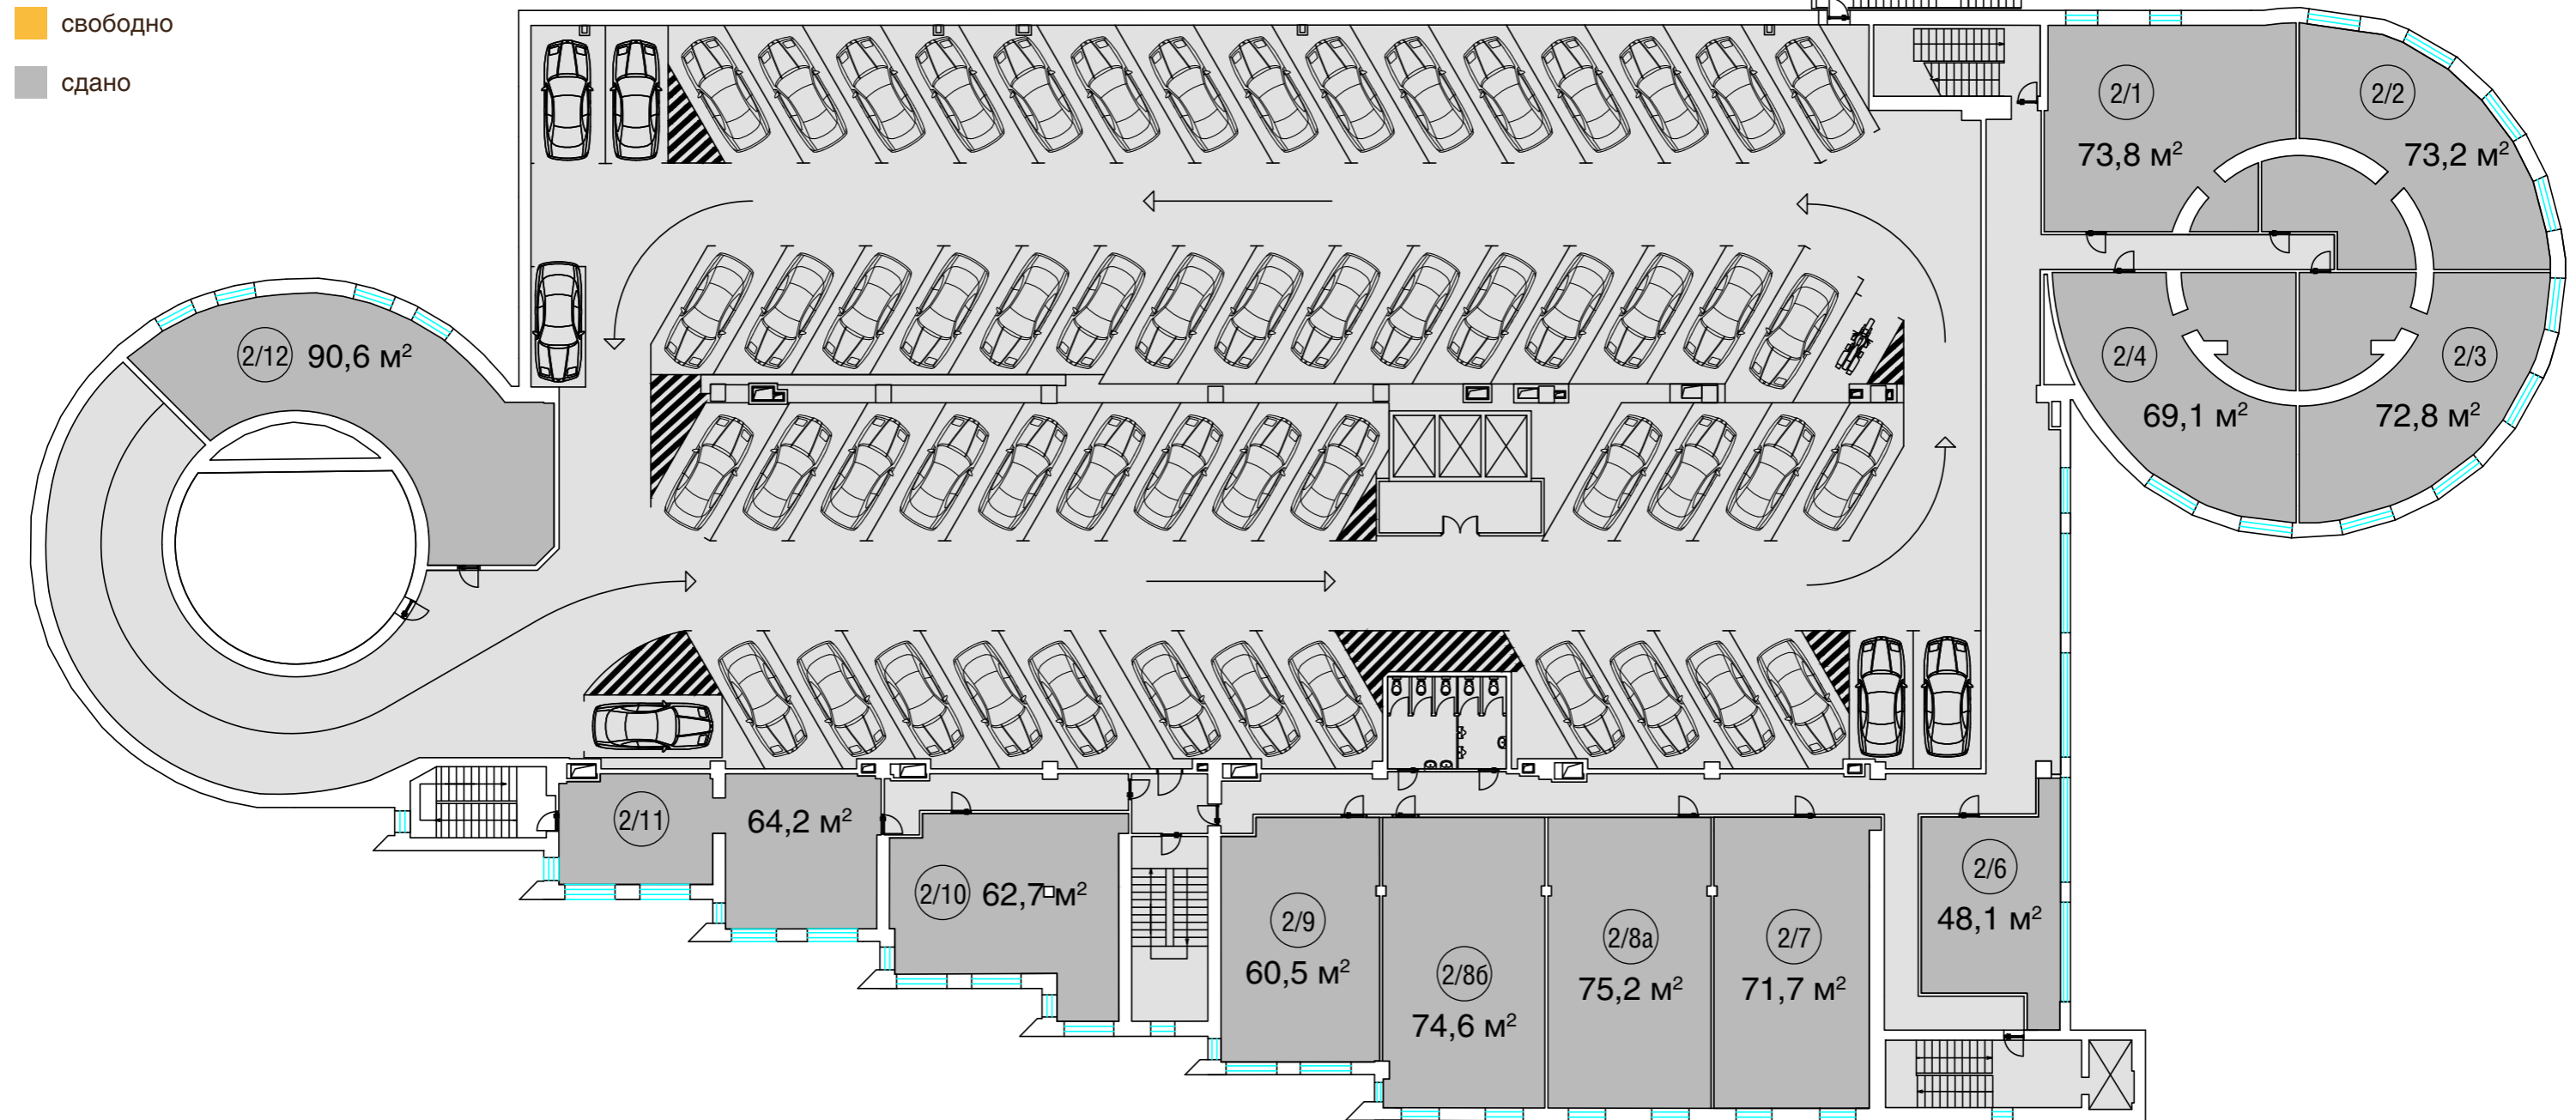 свободно
сдано
2/1
73,8 м²
2/2
73,2 м²
2/12 90,6 м²
2/4
69,1 м²
2/3
72,8 м²
2/11
64,2 м²
2/10 62,7 м²
2/9
60,5 м²
2/8б
74,6 м²
2/8а
75,2 м²
2/7
71,7 м²
2/6
48,1 м²